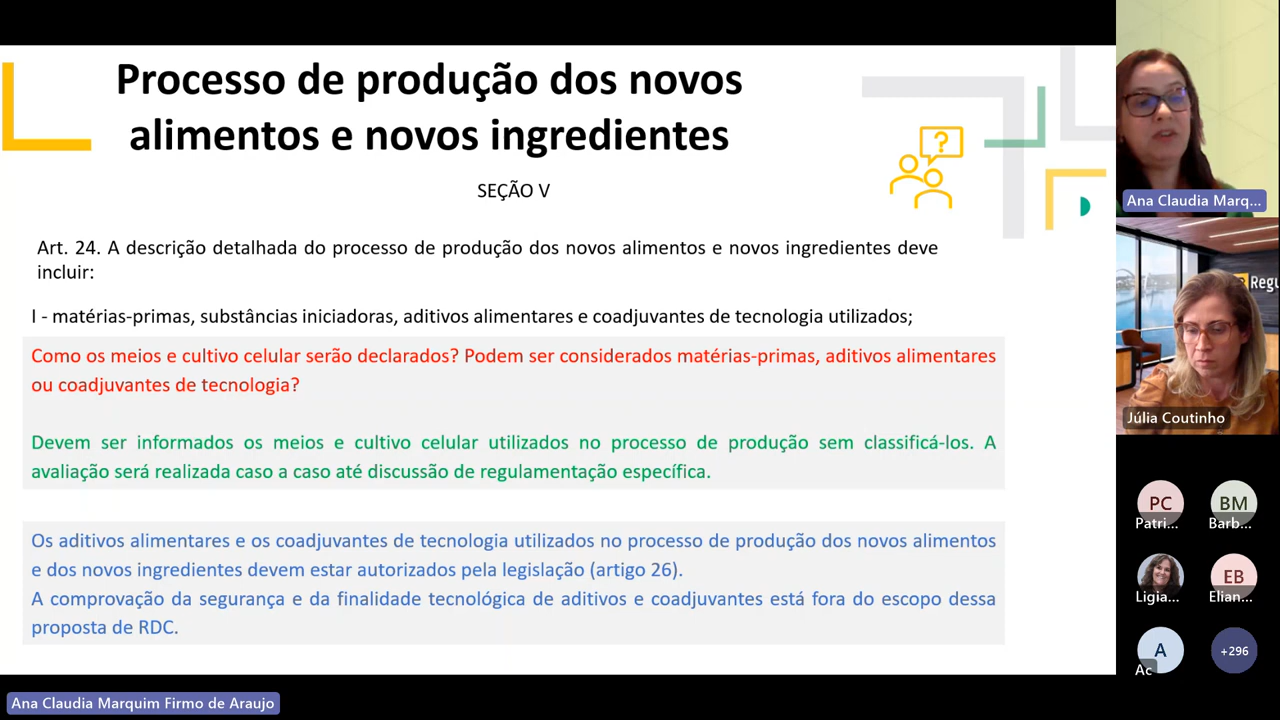 Processo de produção dos novos
alimentos e novos ingredientes
SEÇÃO V
?
Art. 24. A descrição detalhada do processo de produção dos novos alimentos e novos ingredientes deve
incluir:
I - matérias-primas, substâncias iniciadoras, aditivos alimentares e coadjuvantes de tecnologia utilizados;
Como os meios e cultivo celular serão declarados? Podem ser considerados matérias-primas, aditivos alimentares
ou coadjuvantes de tecnologia?
Devem ser informados os meios e cultivo celular utilizados no processo de produção sem classificá-los. A
avaliação será realizada caso a caso até discussão de regulamentação específica.
Os aditivos alimentares e os coadjuvantes de tecnologia utilizados no processo de produção dos novos alimentos
e dos novos ingredientes devem estar autorizados pela legislação (artigo 26).
A comprovação da segurança e da finalidade tecnológica de aditivos e coadjuvantes está fora do escopo dessa
proposta de RDC.
Ana Claudia Marquim Firmo de Araujo
Ana Claudia Marq...
Regu
Júlia Coutinho
PC
Patri...
BM
Barb...
Ligia...
EB
Elian...
A
Ac
+296